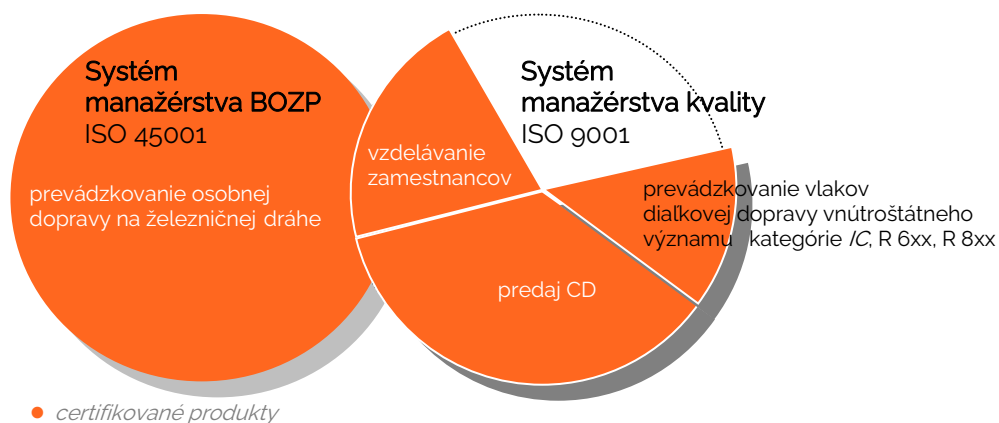 Systém
manažérstva BOZP
ISO 45001
prevádzkovanie osobnej
dopravy na železničnej dráhe
Systém
manažérstva kvality
ISO 9001
vzdelávanie
zamestnancov
prevádzkovanie vlakov
diaľkovej dopravy vnútroštátneho
významu kategórie IC, R 6xx, R 8xx
predaj CD
certifikované produkty